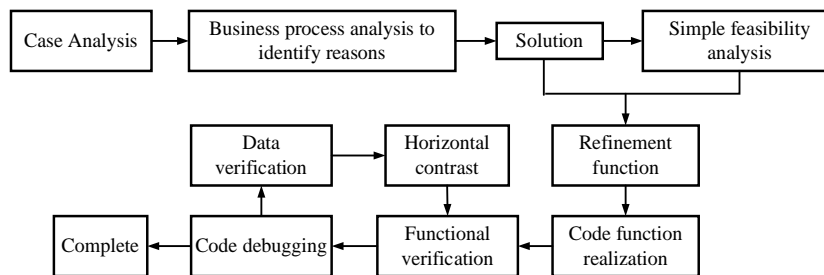 Case Analysis
Business process analysis to
identify reasons
Solution
Simple feasibility
analysis
Data
verification
Horizontal
contrast
Refinement
function
Complete
Code debugging
Functional
verification
Code function
realization